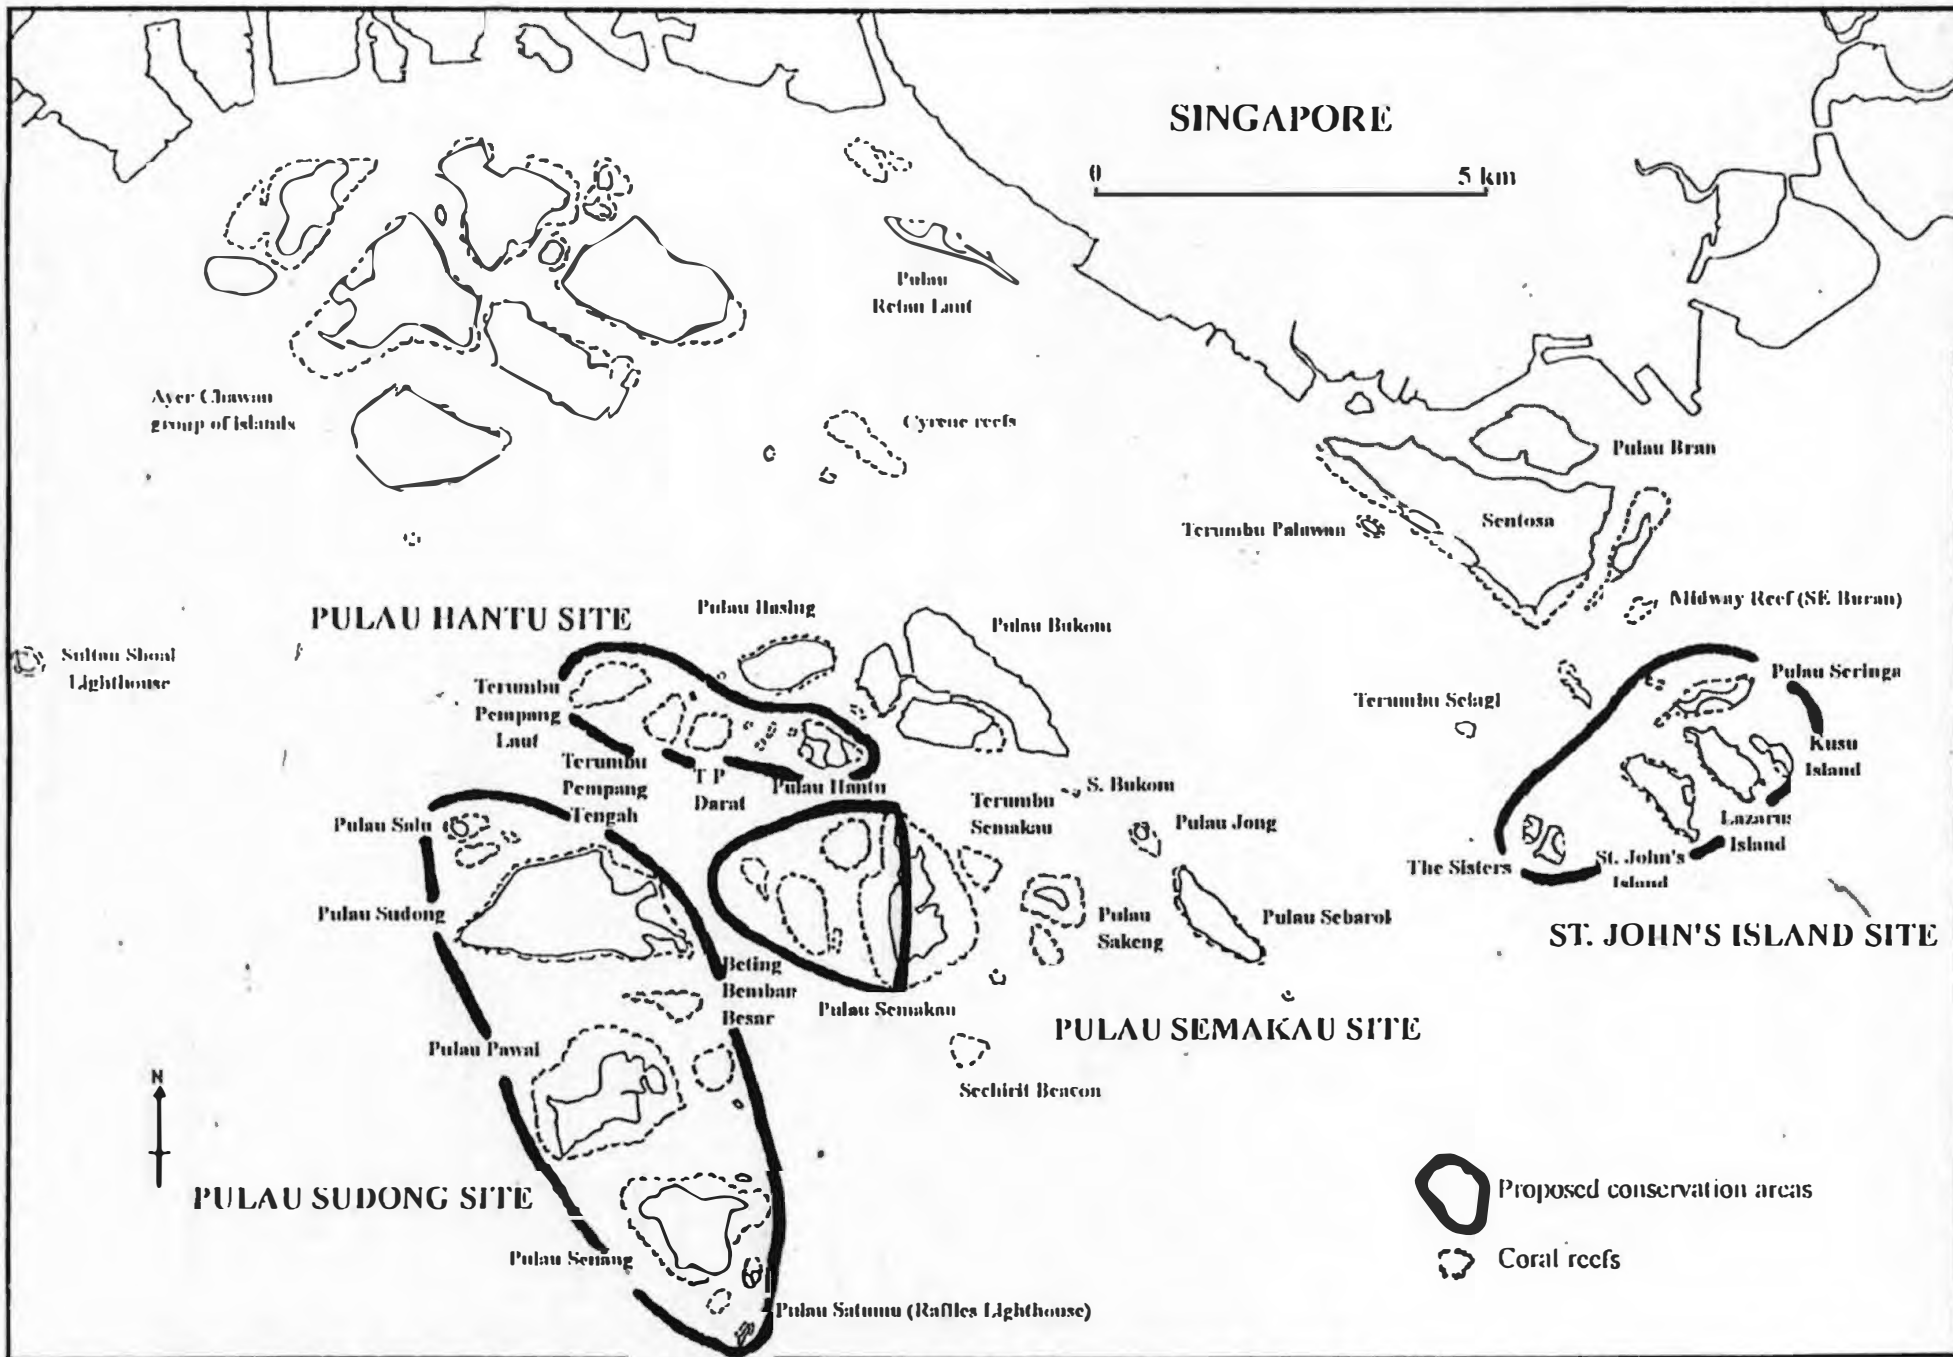 SINGAPORE
0 5 km
Pulau
Retan Laut
Ayer Chawan
group of islands
Cyrene reefs
Pulau Bran
Sentosa
Terumbu Palawan
Midway Reef (SE. Buran)
PULAU HANTU SITE
Pulau Hushg
Pulau Bukom
Sultan Shoal
Lighthouse
Terumbu
Pempang
Laut
Terumbu
Pempang
Tengah
T P
Darat
Pulau Hantu
Pulau Seringa
Terumbu Selagl
Kusu
Island
Lazarus
Island
St. John's
Island
The Sisters
ST. JOHN'S ISLAND SITE
S. Bukom
Terumbu
Semakau
Pulau Jong
Pulau Salu
Pulau Sudong
Pulau
Sakeng
Pulau Sebarok
Beting
Bemban
Besar
Pulau Semakau
PULAU SEMAKAU SITE
Pulau Pawai
Sechirit Beacon
N
PULAU SUDONG SITE
Pulau Senang
Pulau Satumu (Raffles Lighthouse)
Proposed conservation areas
Coral reefs